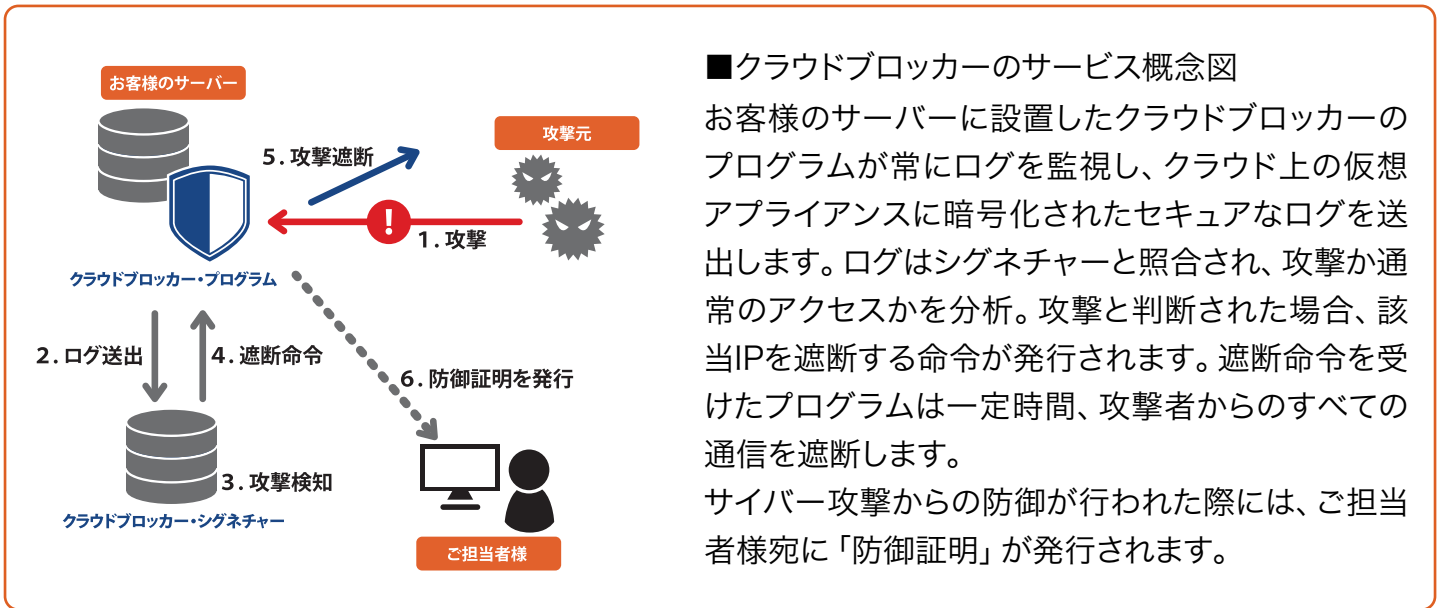 お客様のサーバー
攻撃元
5. 攻撃遮断
!
1. 攻撃
クラウドブロッカー・プログラム
2. ログ送出
4. 遮断命令
6. 防御証明を発行
3. 攻撃検知
クラウドブロッカー・シグネチャー
ご担当者様
■クラウドブロッカーのサービス概念図
お客様のサーバーに設置したクラウドブロッカーの
プログラムが常にログを監視し、クラウド上の仮想
アプライアンスに暗号化されたセキュアなログを送
出します。ログはシグネチャーと照合され、攻撃か通
常のアクセスかを分析。攻撃と判断された場合、該
当IPを遮断する命令が発行されます。遮断命令を受
けたプログラムは一定時間、攻撃者からのすべての
通信を遮断します。
サイバー攻撃からの防御が行われた際には、ご担当
者様宛に「防御証明」が発行されます。